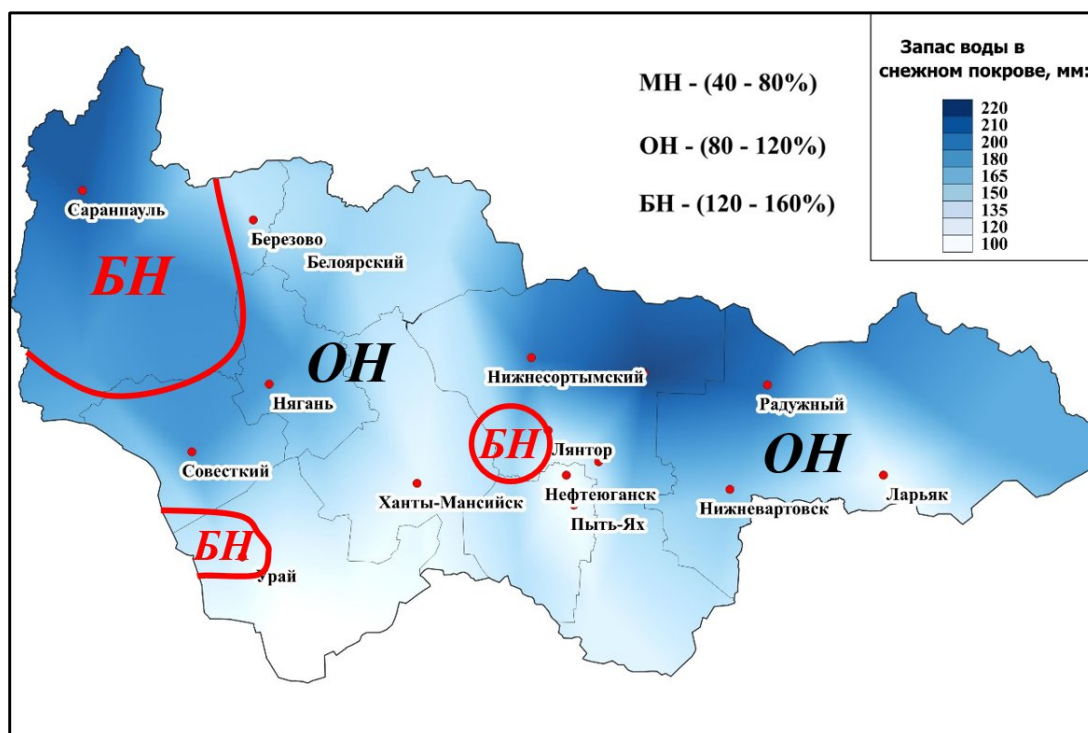 Запас воды в
снежном покрове, мм:
220
210
200
180
165
150
135
120
100
МН - (40 - 80%)
ОН - (80 - 120%)
БН - (120 - 160%)
Саранпауль
Березово
Белоярский
БН
ОН
Нягань
Нижнесортымский
Радужный
БН
Лянтор
ОН
Совесткий
Ханты-Мансийск
Нефтеюганск
Нижневартовск
Ларьяк
Пыть-Ях
БН
Урай